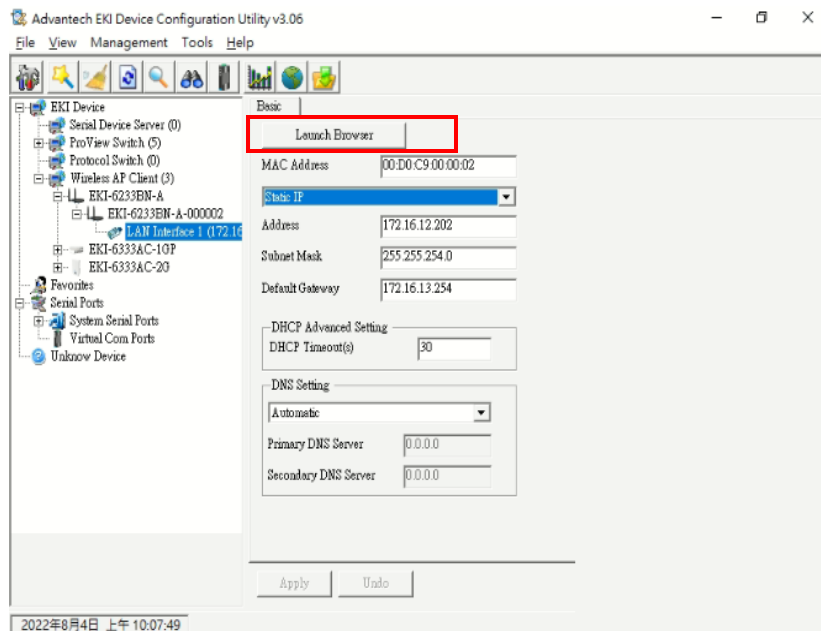 Advantech EKI Device Configuration Utility v3.06
File View Management Tools Help
EKI Device
Serial Device Server (0)
ProView Switch (5)
Protocol Switch (0)
Wireless AP Client (3)
EKI-6233BN-A
EKI-6233BN-A-000002
LAN Interface 1 (172.16
EKI-6333AC-1GP
EKI-6333AC-2G
Favorites
Serial Ports
System Serial Ports
Virtual Com Ports
Unknow Device
Basic
Launch Browser
MAC Address 00:D0:C9:00:00:02
Static IP
Address 172.16.12.202
Subnet Mask 255.255.254.0
Default Gateway 172.16.13.254
DHCP Advanced Setting
DHCP Timeout(s) 30
DNS Setting
Automatic
Primary DNS Server 0.0.0.0
Secondary DNS Server 0.0.0.0
Apply Undo
2022年8月4日 上午 10:07:49